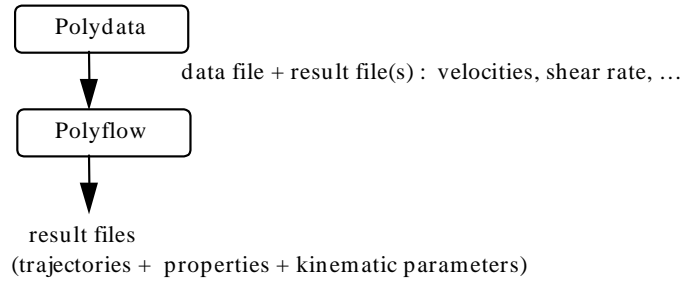 Polydata
data file + result file(s) : velocities, shear rate, …
Polyflow
result files
(trajectories + properties + kinematic parameters)